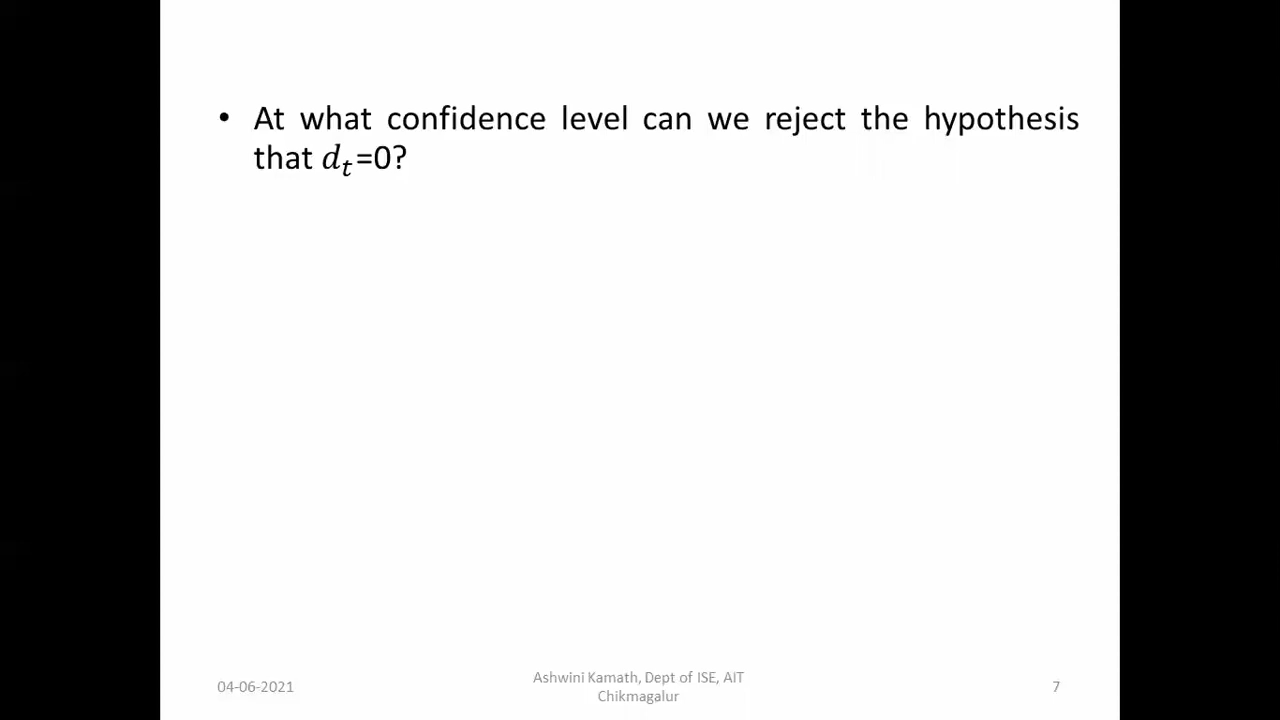 • At what confidence level can we reject the hypothesis
that d_t=0?
04-06-2021
Ashwini Kamath, Dept of ISE, AIT
Chikmagalur
7